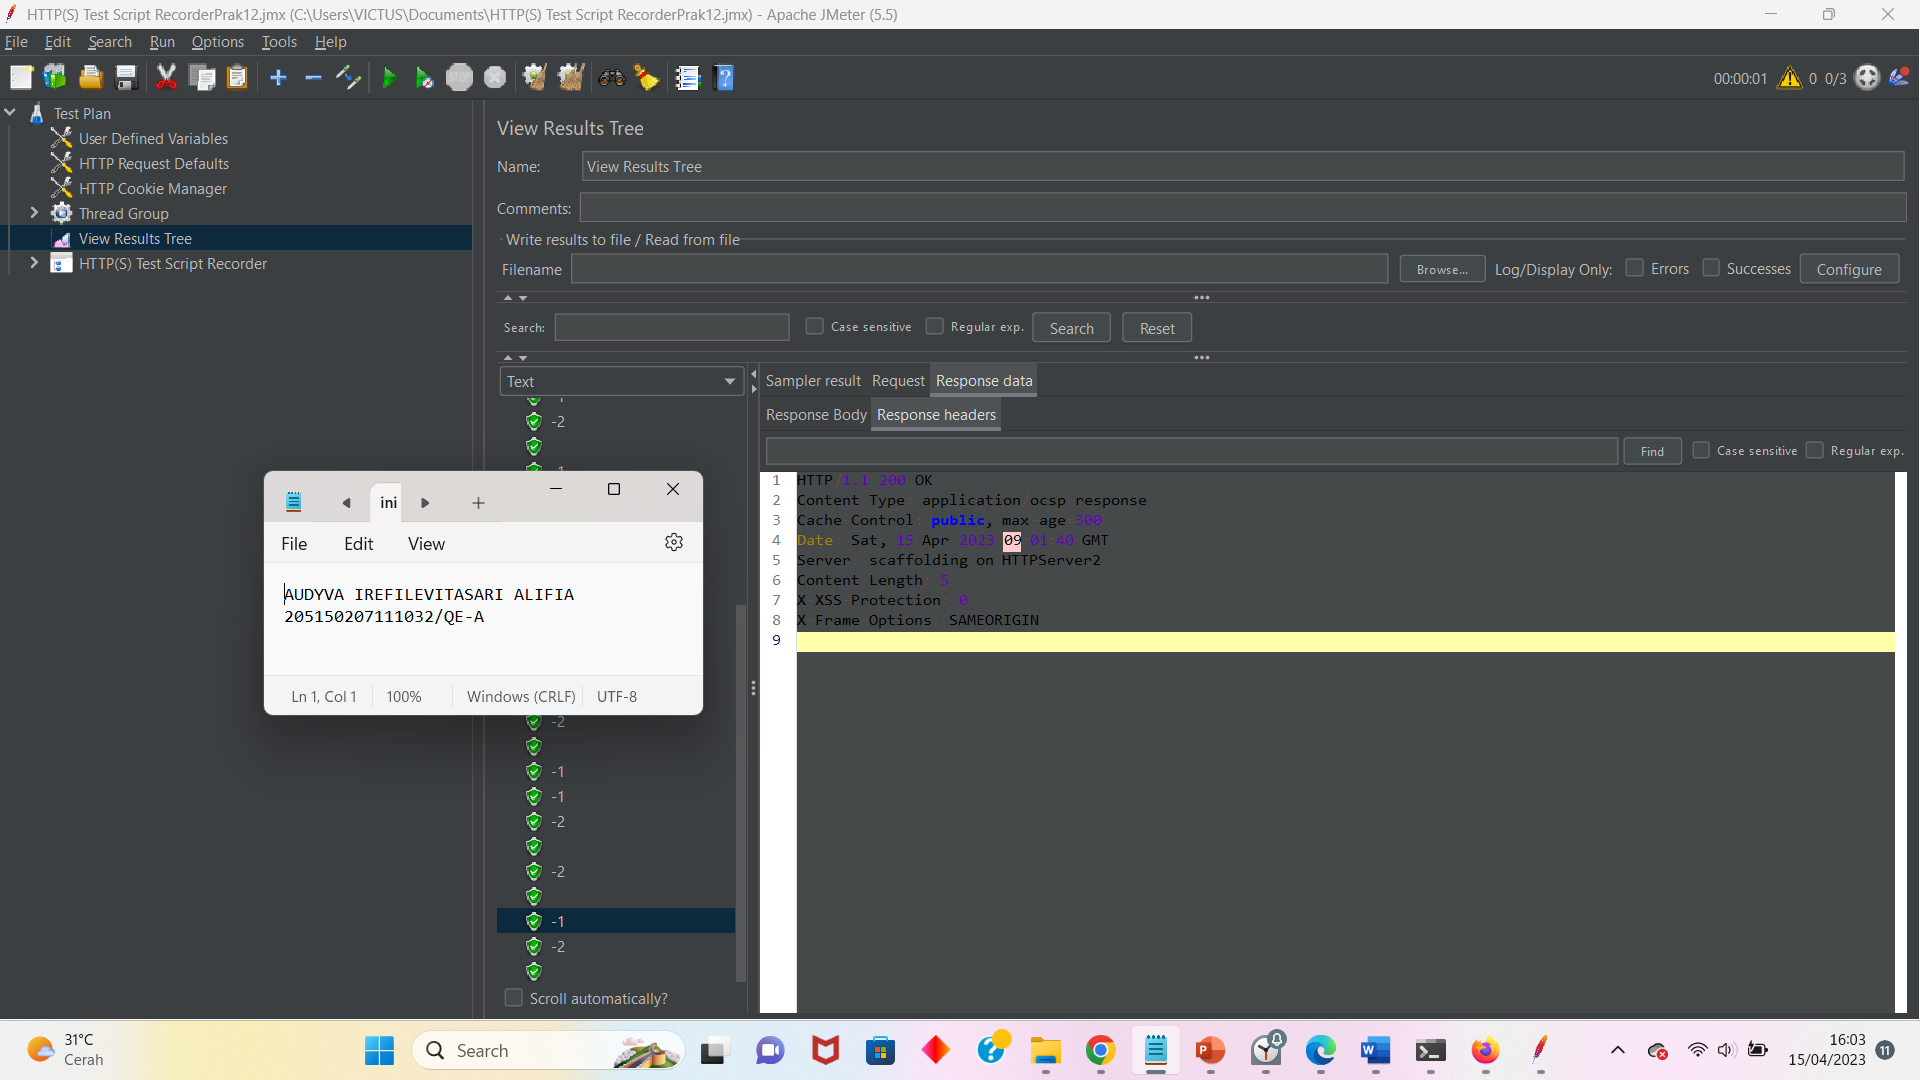 HTTP(S) Test Script RecorderPrak12.jmx (C:\Users\VICTUS\Documents\HTTP(S) Test Script RecorderPrak12.jmx) - Apache JMeter (5.5)
File Edit Search Run Options Tools Help
STOP
00:00:01 0 0/3
Test Plan
User Defined Variables
HTTP Request Defaults
HTTP Cookie Manager
Thread Group
View Results Tree
HTTP(S) Test Script Recorder
View Results Tree
Name: View Results Tree
Comments:
Write results to file / Read from file
Filename Browse... Log/Display Only: Errors Successes Configure
Search: Case sensitive Regular exp. Search Reset
Text
-2
-2
-1
-1
-2
-2
-1
-2
Scroll automatically?
Sampler result Request Response data
Response Body Response headers
Find Case sensitive Regular exp.
1 HTTP/1.1 200 OK
2 Content-Type: application/ocsp-response
3 Cache-Control: public, max-age=300
4 Date: Sat, 15 Apr 2023 09:01:40 GMT
5 Server: scaffolding on HTTPServer2
6 Content-Length: 5
7 X-XSS-Protection: 0
8 X-Frame-Options: SAMEORIGIN
9
ini
File Edit View
AUDYVA IREFILEVITASARI ALIFIA
205150207111032/QE-A
Ln 1, Col 1 100% Windows (CRLF) UTF-8
31°C
Cerah
Search
16:03
15/04/2023
11